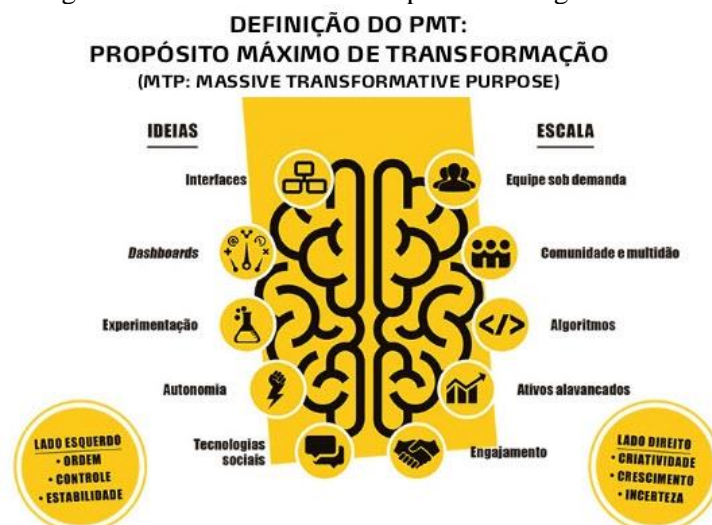 DEFINIÇÃO DO PMT:
PROPÓSITO MÁXIMO DE TRANSFORMAÇÃO
(MTP: MASSIVE TRANSFORMATIVE PURPOSE)
IDEIAS
Interfaces
Dashboards
Experimentação
Autonomia
Tecnologias
sociais
ESCALA
Equipe sob demanda
Comunidade e multidão
</>
Algoritmos
Ativos alavancados
Engajamento
LADO ESQUERDO
• ORDEM
• CONTROLE
• ESTABILIDADE
LADO DIREITO
• CRIATIVIDADE
• CRESCIMENTO
• INCERTEZA